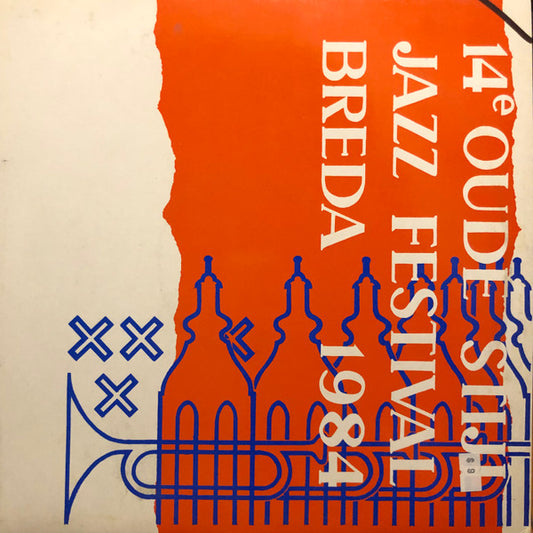 14e OUDE STIJL
JAZZ FESTIVAL
BREDA 1984